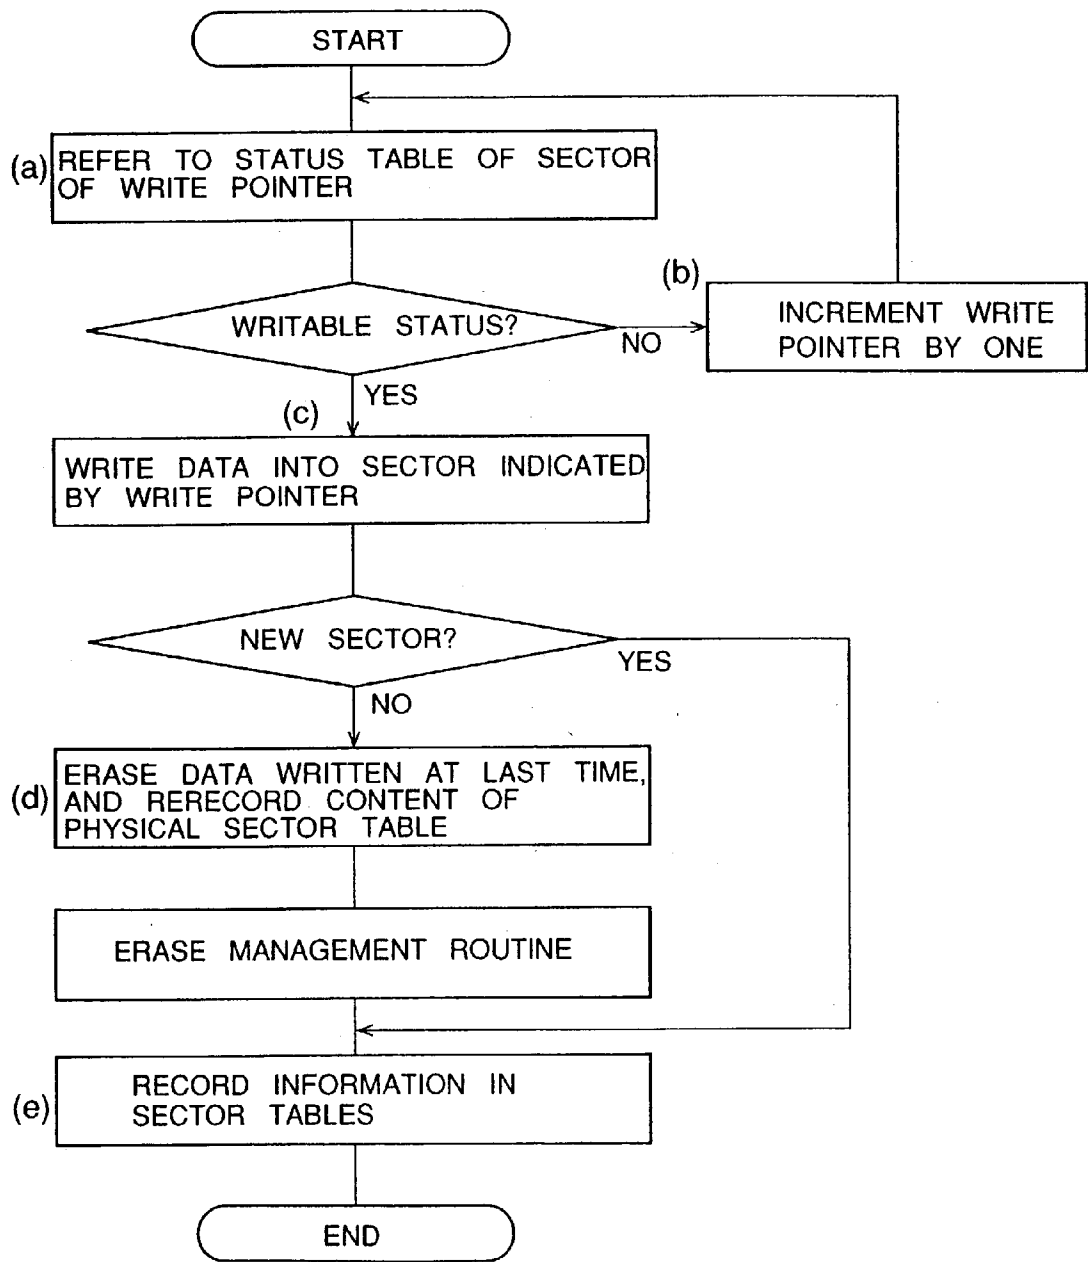 START
(a)
REFER TO STATUS TABLE OF SECTOR
OF WRITE POINTER
WRITABLE STATUS?
NO
(b)
INCREMENT WRITE
POINTER BY ONE
YES
(c)
WRITE DATA INTO SECTOR INDICATED
BY WRITE POINTER
NEW SECTOR?
YES
NO
(d)
ERASE DATA WRITTEN AT LAST TIME,
AND RERECORD CONTENT OF
PHYSICAL SECTOR TABLE
ERASE MANAGEMENT ROUTINE
(e)
RECORD INFORMATION IN
SECTOR TABLES
END